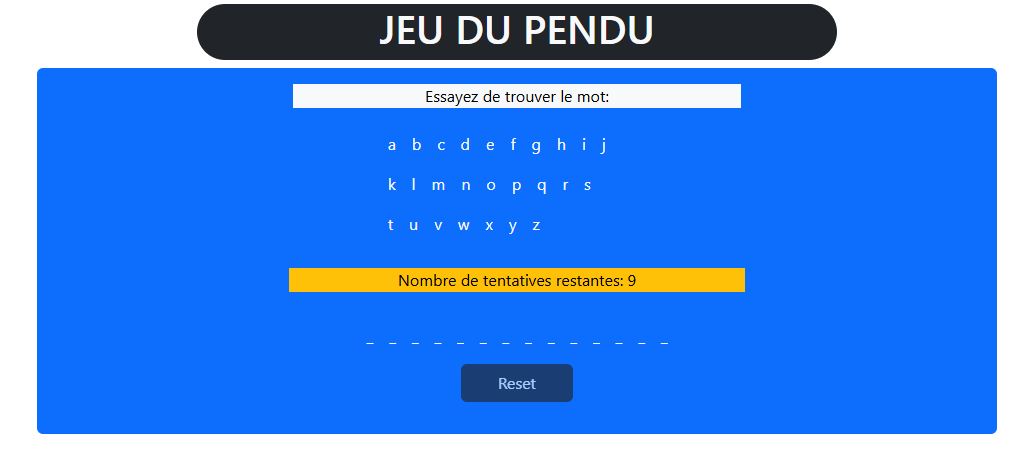 JEU DU PENDU
Essayez de trouver le mot:
a b c d e f g h i j
k l m n o p q r s
t u v w x y z
Nombre de tentatives restantes: 9
_ _ _ _ _ _ _ _ _ _ _ _ _ _
Reset